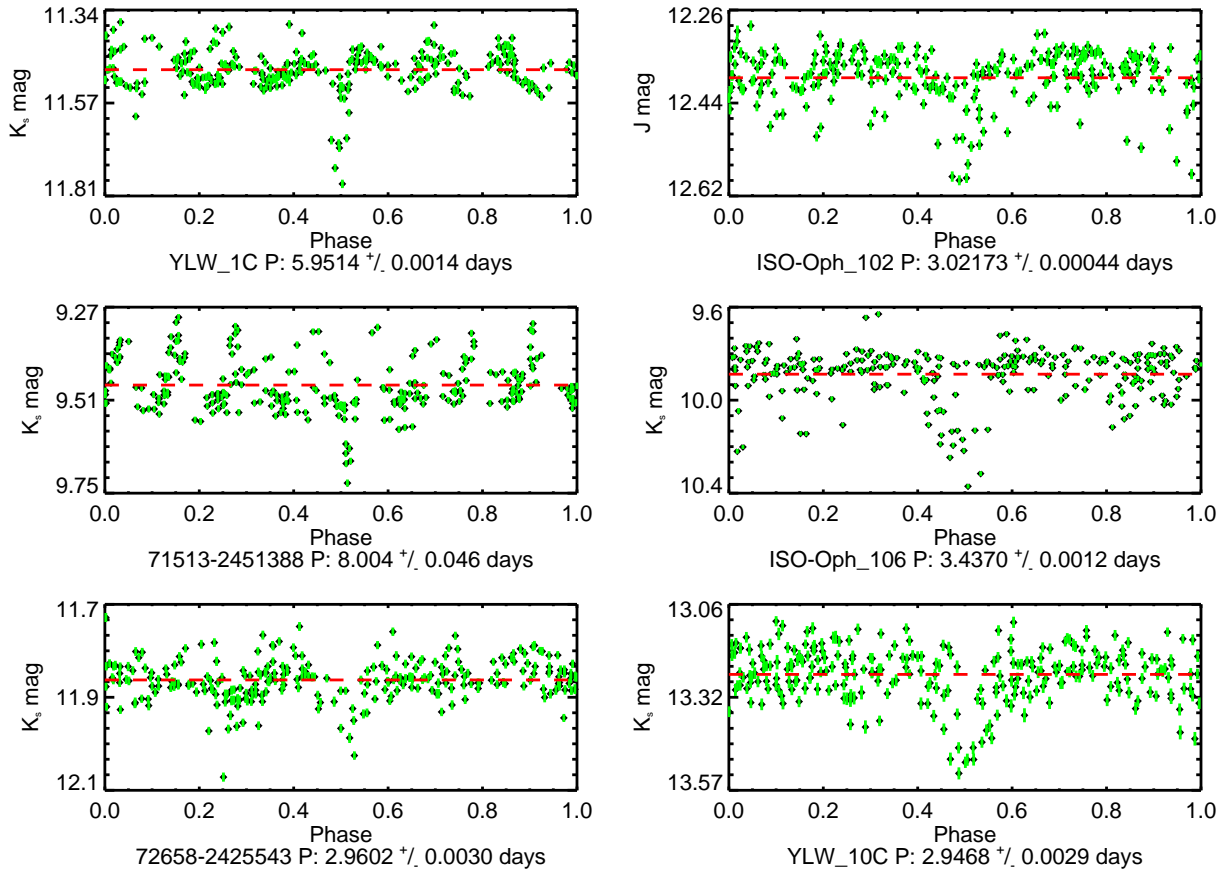 11.34
11.57
11.81
K_s mag
0.0 0.2 0.4 0.6 0.8 1.0
Phase
YLW_1C P: 5.9514 +/- 0.0014 days
12.26
12.44
12.62
J mag
0.0 0.2 0.4 0.6 0.8 1.0
Phase
ISO-Oph_102 P: 3.02173 +/- 0.00044 days
9.27
9.51
9.75
K_s mag
0.0 0.2 0.4 0.6 0.8 1.0
Phase
71513-2451388 P: 8.004 +/- 0.046 days
9.6
10.0
10.4
K_s mag
0.0 0.2 0.4 0.6 0.8 1.0
Phase
ISO-Oph_106 P: 3.4370 +/- 0.0012 days
11.7
11.9
12.1
K_s mag
0.0 0.2 0.4 0.6 0.8 1.0
Phase
72658-2425543 P: 2.9602 +/- 0.0030 days
13.06
13.32
13.57
K_s mag
0.0 0.2 0.4 0.6 0.8 1.0
Phase
YLW_10C P: 2.9468 +/- 0.0029 days